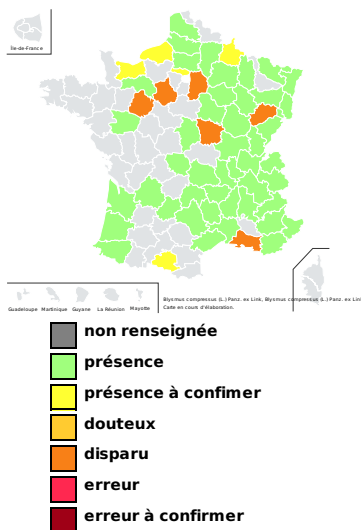 Île-de-France
Guadeloupe Martinique Guyane La Réunion Mayotte
Blysmus compressus (L.) Panz. ex Link, Blysmus compressus (L.) Panz. ex Link
Carte en cours d'élaboration.
non renseignée
présence
présence à confimer
douteux
disparu
erreur
erreur à confirmer